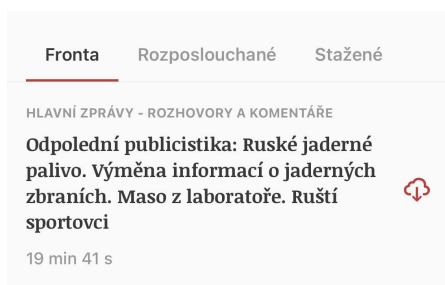 Fronta Rozposlouchané Stažené
HLAVNÍ ZPRÁVY - ROZHOVORY A KOMENTÁŘE
Odpolední publicistika: Ruské jaderné
palivo. Výměna informací o jaderných
zbraních. Maso z laboratoře. Ruští
sportovci
19 min 41 s